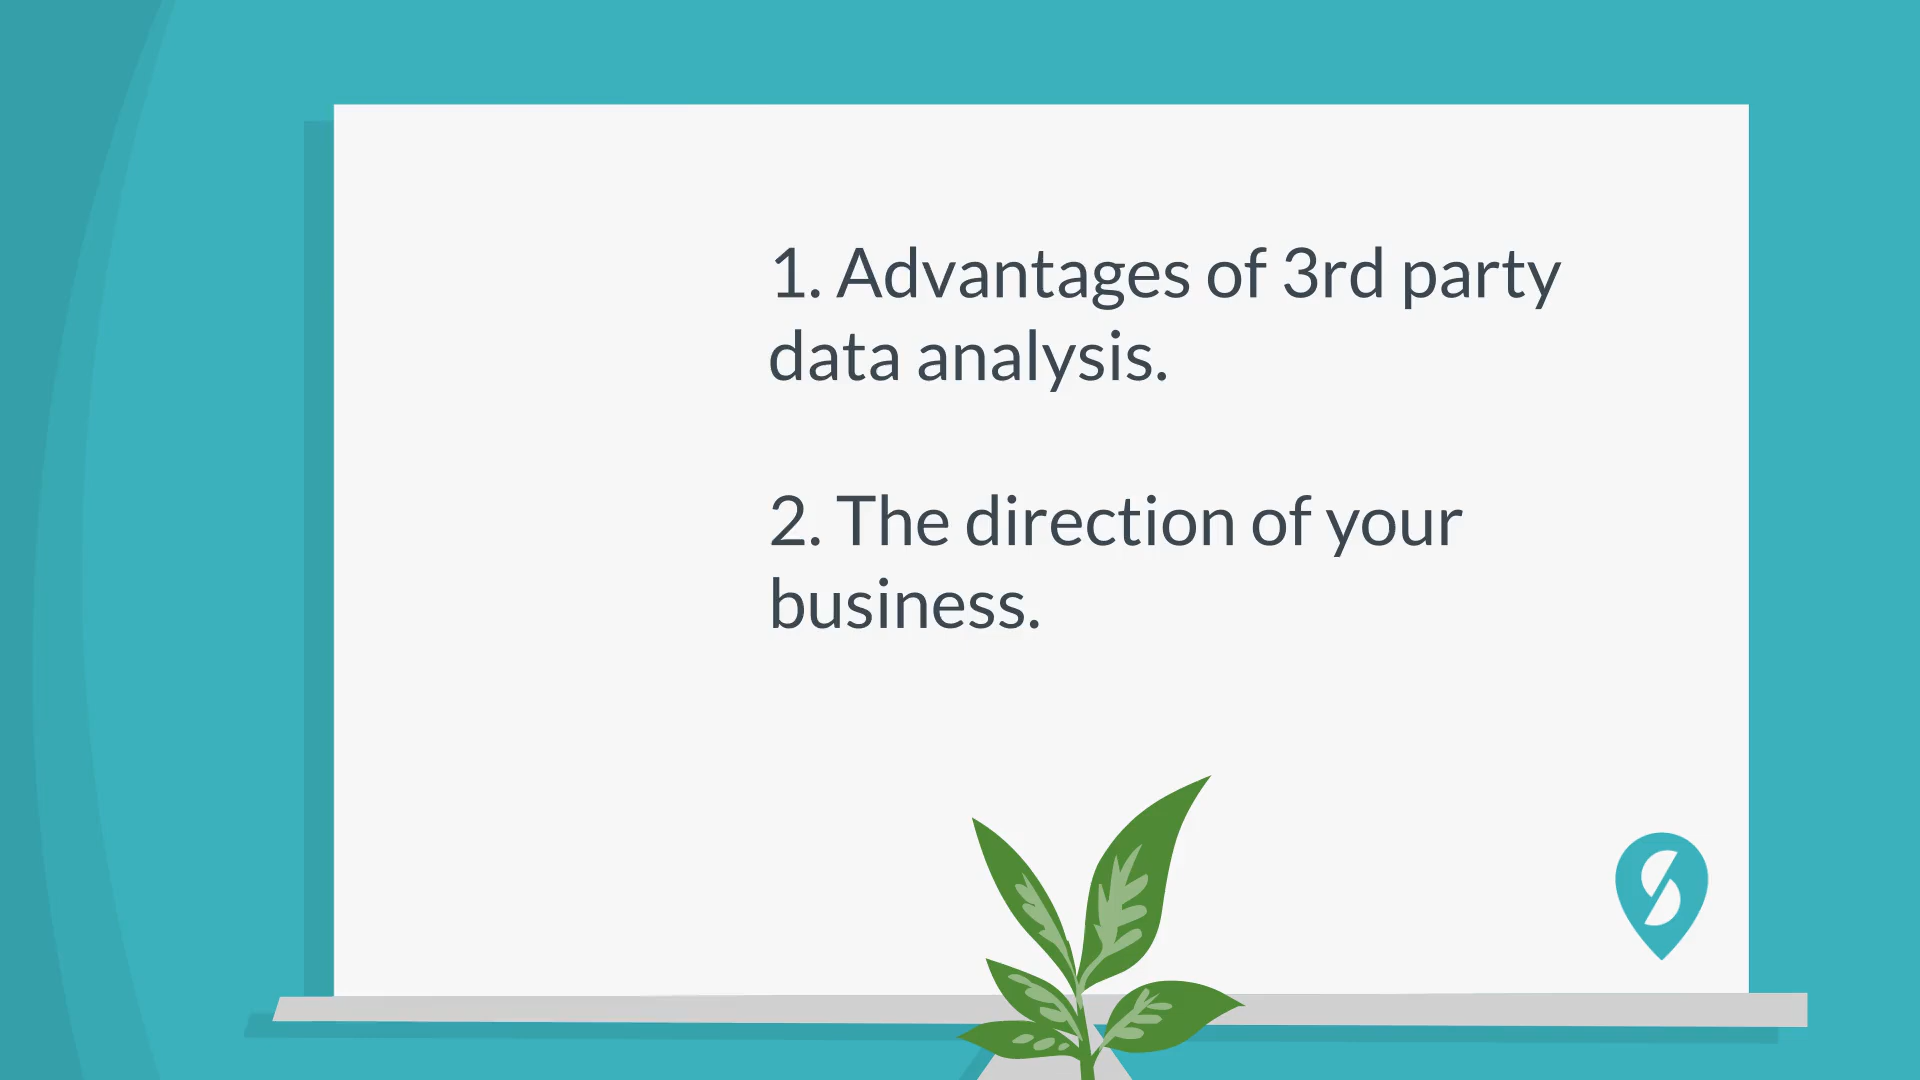 1. Advantages of 3rd party
data analysis.
2. The direction of your
business.